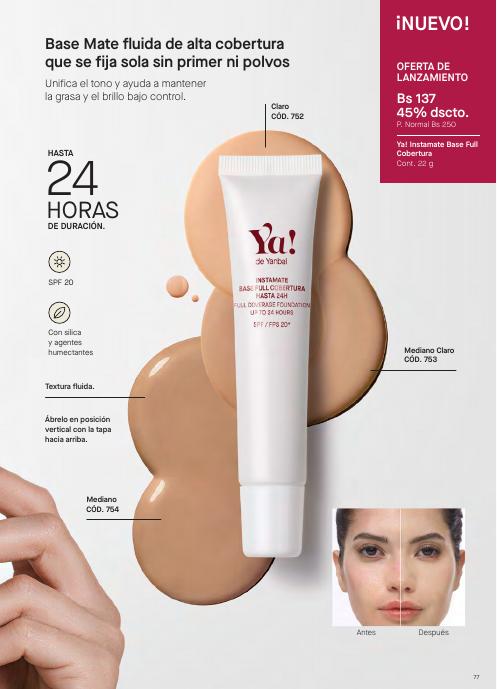 ¡NUEVO!
Base Mate fluida de alta cobertura
que se fija sola sin primer ni polvos
Unifica el tono y ayuda a mantener
la grasa y el brillo bajo control.
OFERTA DE
LANZAMIENTO
Bs 137
45% dscto.
P. Normal Bs 250
Ya! Instamate Base Full
Cobertura
Cont. 22 g
Claro
CÓD. 752
HASTA
24
HORAS
DE DURACIÓN.
SPF 20
Con silica
y agentes
humectantes
Ya!
de Yanbal
INSTAMATE
BASE FULL COBERTURA
HASTA 24H
FULL COVERAGE FOUNDATION
UP TO 24 HOURS
SPF / FPS 20*
Mediano Claro
CÓD. 753
Textura fluida.
Ábrelo en posición
vertical con la tapa
hacia arriba.
Mediano
CÓD. 754
Antes
Después
77